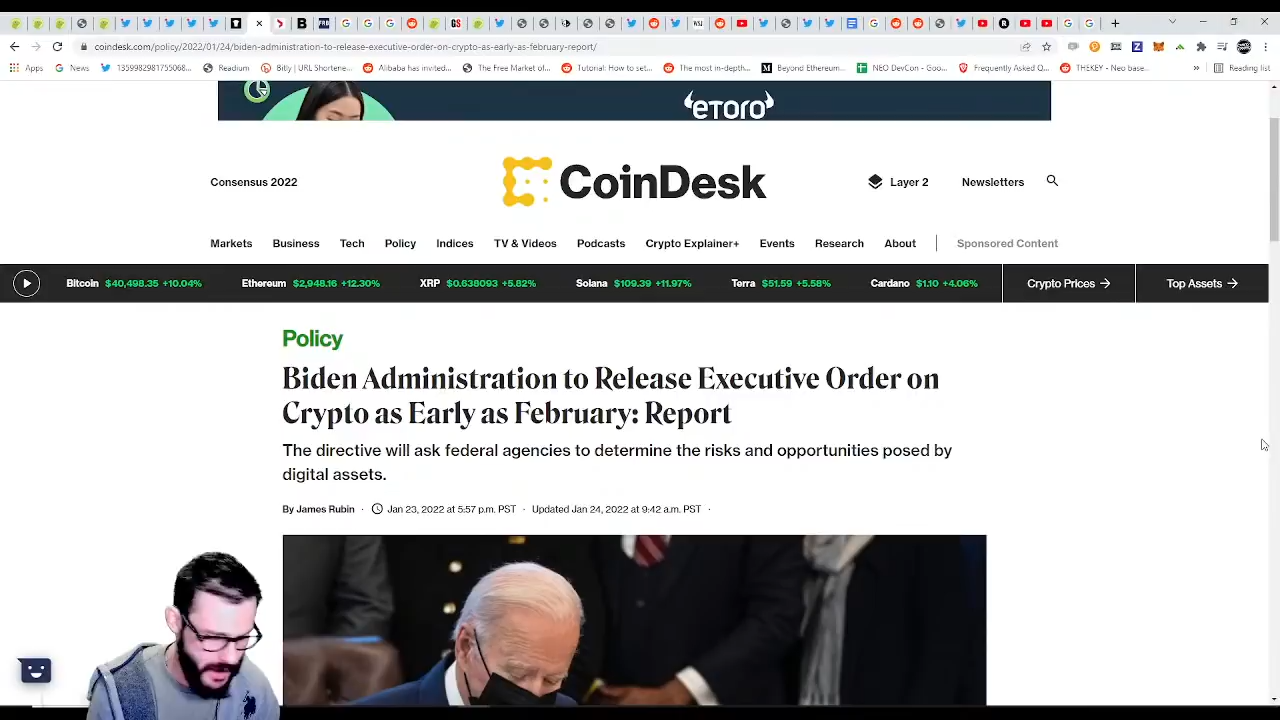 coindesk.com/policy/2022/01/24/biden-administration-to-release-executive-order-on-crypto-as-early-as-february-report/
Apps
News
1359982981755068...
Readium
Bitly | URL Shortene...
Alibaba has invited...
The Free Market of...
Tutorial: How to set...
The most in-depth...
Beyond Ethereum...
NEO DevCon - Goo...
Frequently Asked Q...
THEKEY - Neo base...
»
Reading list
eToro
Consensus 2022
CoinDesk
Layer 2
Newsletters
Markets Business Tech Policy Indices TV & Videos Podcasts Crypto Explainer+ Events Research About Sponsored Content
Bitcoin $40,498.35 +10.04% Ethereum $2,948.16 +12.30% XRP $0.638093 +5.82% Solana $109.39 +11.97% Terra $51.59 +5.58% Cardano $1.10 +4.06% Crypto Prices → Top Assets →
Policy
Biden Administration to Release Executive Order on
Crypto as Early as February: Report
The directive will ask federal agencies to determine the risks and opportunities posed by
digital assets.
By James Rubin · Jan 23, 2022 at 5:57 p.m. PST · Updated Jan 24, 2022 at 9:42 a.m. PST ·